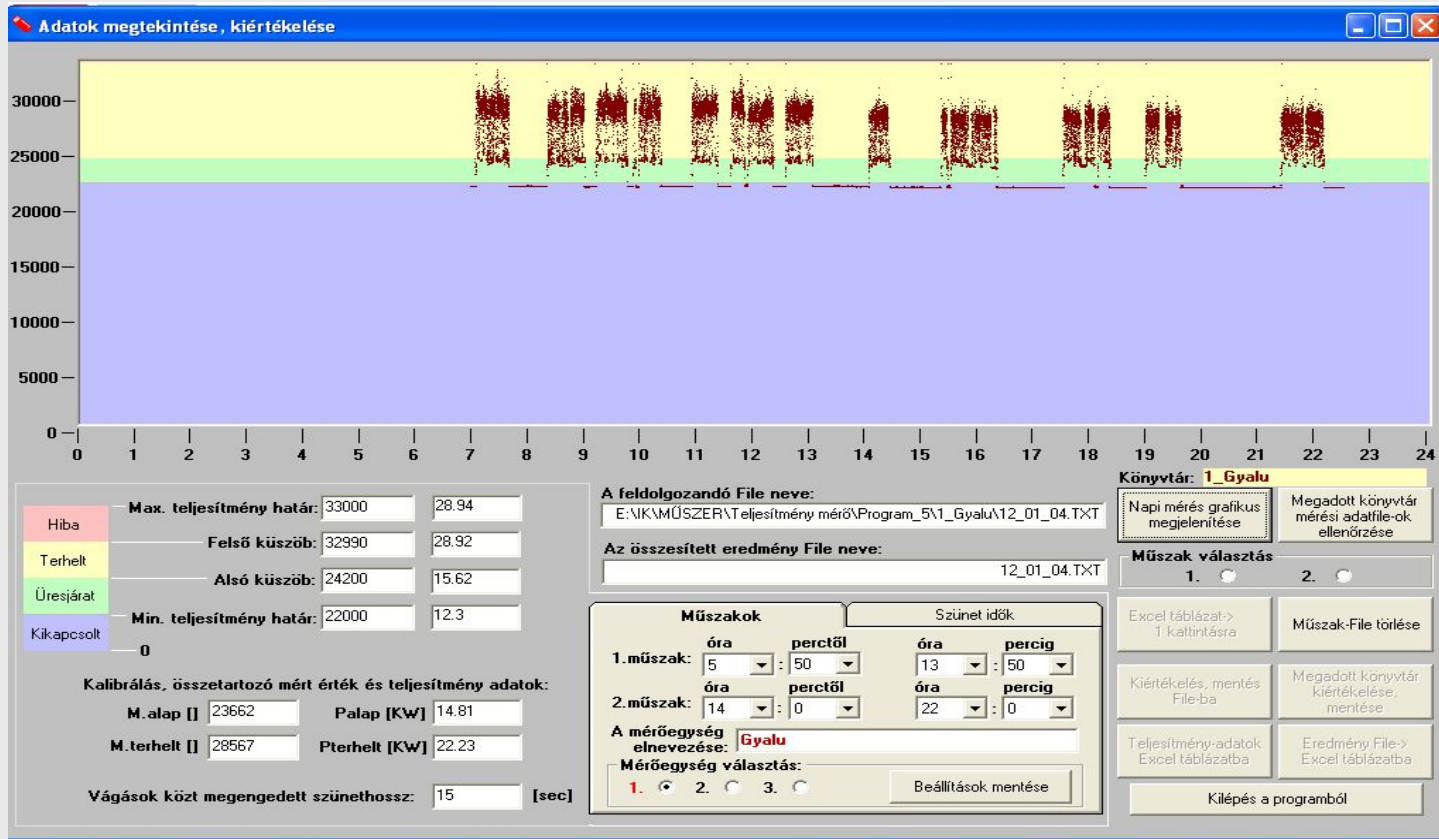 Adatok megtekintése, kiértékelése
30000
25000
20000
15000
10000
5000
0
0 1 2 3 4 5 6 7 8 9 10 11 12 13 14 15 16 17 18 19 20 21 22 23 24
Hiba
Terhelt
Üresjárat
Kikapcsolt
Max. teljesítmény határ: 33000 28.94
Felső küszöb: 32990 28.92
Alsó küszöb: 24200 15.62
Min. teljesítmény határ: 22000 12.3
0
Kalibrálás, összetartozó mért érték és teljesítmény adatok:
M.alap [] 23662 Palap [KW] 14.81
M.terhelt [] 28567 Pterhelt [KW] 22.23
Vágások közt megengedett szünethossz: 15 [sec]
A feldolgozandó File neve:
E:\IK\MŰSZER\Teljesítmény mérő\Program_5\1_Gyalu\12_01_04.TXT
Az összesített eredmény File neve:
12_01_04.TXT
Műszakok Szünet idők
óra perctől óra percig
1.műszak: 5 : 50 13 : 50
óra perctől óra percig
2.műszak: 14 : 0 22 : 0
A mérőegység
elnevezése: Gyalu
Mérőegység választás:
1. 2. 3. Beállítások mentése
Könyvtár: 1_Gyalu
Napi mérés grafikus
megjelenítése
Megadott könyvtár
mérési adatfile-ok
ellenőrzése
Műszak választás
1. 2.
Excel táblázat->
1 kattintásra
Műszak-File törlése
Kiértékelés, mentés
File-ba
Megadott könyvtár
kiértékelése,
mentése
Teljesítmény-adatok
Excel táblázatba
Eredmény File->
Excel táblázatba
Kilépés a programból